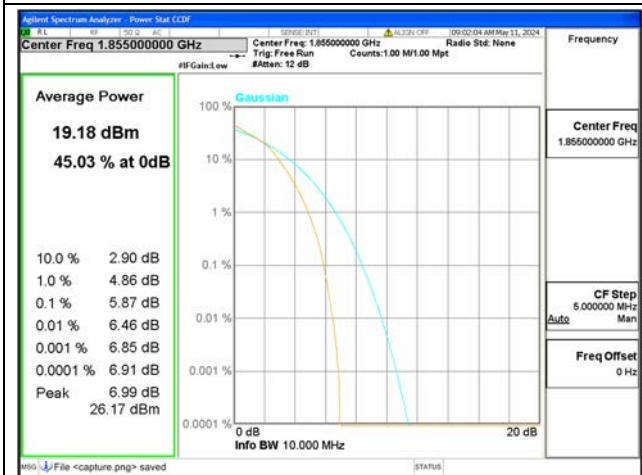 Agilent Spectrum Analyzer - Power Stat CCDF
RL RF 50 Ω AC SENSE:INT ALIGN OFF 09:02:04 AM May 11, 2024
Center Freq 1.855000000 GHz
Center Freq: 1.855000000 GHz Radio Std: None
Trig: Free Run Counts:1.00 M/1.00 Mpt
#IFGain:Low #Atten: 12 dB
Frequency
Average Power
19.18 dBm
45.03 % at 0dB
10.0 % 2.90 dB
1.0 % 4.86 dB
0.1 % 5.87 dB
0.01 % 6.46 dB
0.001 % 6.85 dB
0.0001 % 6.91 dB
Peak 6.99 dB
26.17 dBm
Gaussian
100 %
10 %
1 %
0.1 %
0.01 %
0.001 %
0.0001 %
0 dB 20 dB
Info BW 10.000 MHz
Center Freq
1.855000000 GHz
CF Step
5.000000 MHz
Auto Man
Freq Offset
0 Hz
MSG File <capture.png> saved STATUS